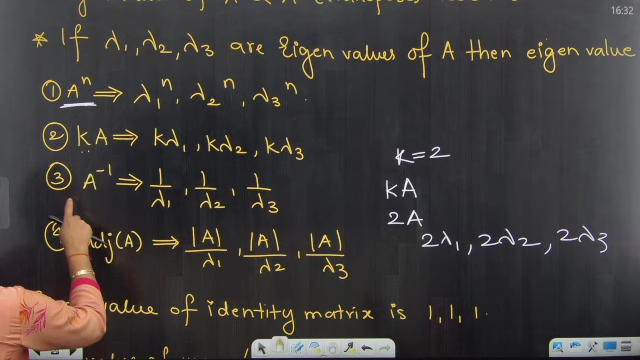 16:32
* If λ1, λ2, λ3 are Eigen values of A then eigen value
① Aⁿ ⟹ λ1ⁿ, λ2ⁿ, λ3ⁿ.
② kA ⟹ kλ1, kλ2, kλ3
③ A⁻¹ ⟹ 1/λ1, 1/λ2, 1/λ3
adj(A) ⟹ |A|/λ1, |A|/λ2, |A|/λ3
value of identity matrix is 1, 1, 1.
k=2
kA
2A
2λ1, 2λ2, 2λ3